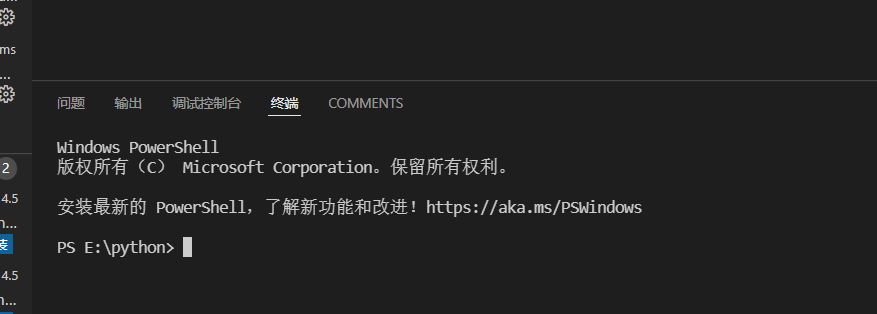 ms
...
2
4.5
n...
4.5
n...
问题 输出 调试控制台 终端 COMMENTS
Windows PowerShell
版权所有（C） Microsoft Corporation。保留所有权利。
安装最新的 PowerShell，了解新功能和改进！https://aka.ms/PSWindows
PS E:\python>